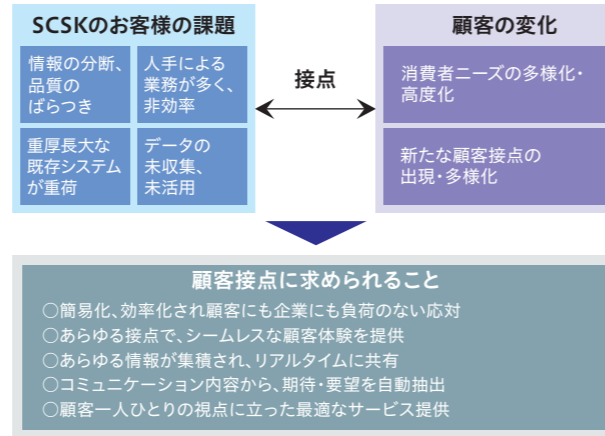 SCSKのお客様の課題
情報の分断、
品質の
ばらつき
人手による
業務が多く、
非効率
重厚長大な
既存システム
が重荷
データの
未収集、
未活用
接点
顧客の変化
消費者ニーズの多様化・
高度化
新たな顧客接点の
出現・多様化
顧客接点に求められること
○簡易化、効率化され顧客にも企業にも負荷のない応対
○あらゆる接点で、シームレスな顧客体験を提供
○あらゆる情報が集積され、リアルタイムに共有
○コミュニケーション内容から、期待・要望を自動抽出
○顧客一人ひとりの視点に立った最適なサービス提供